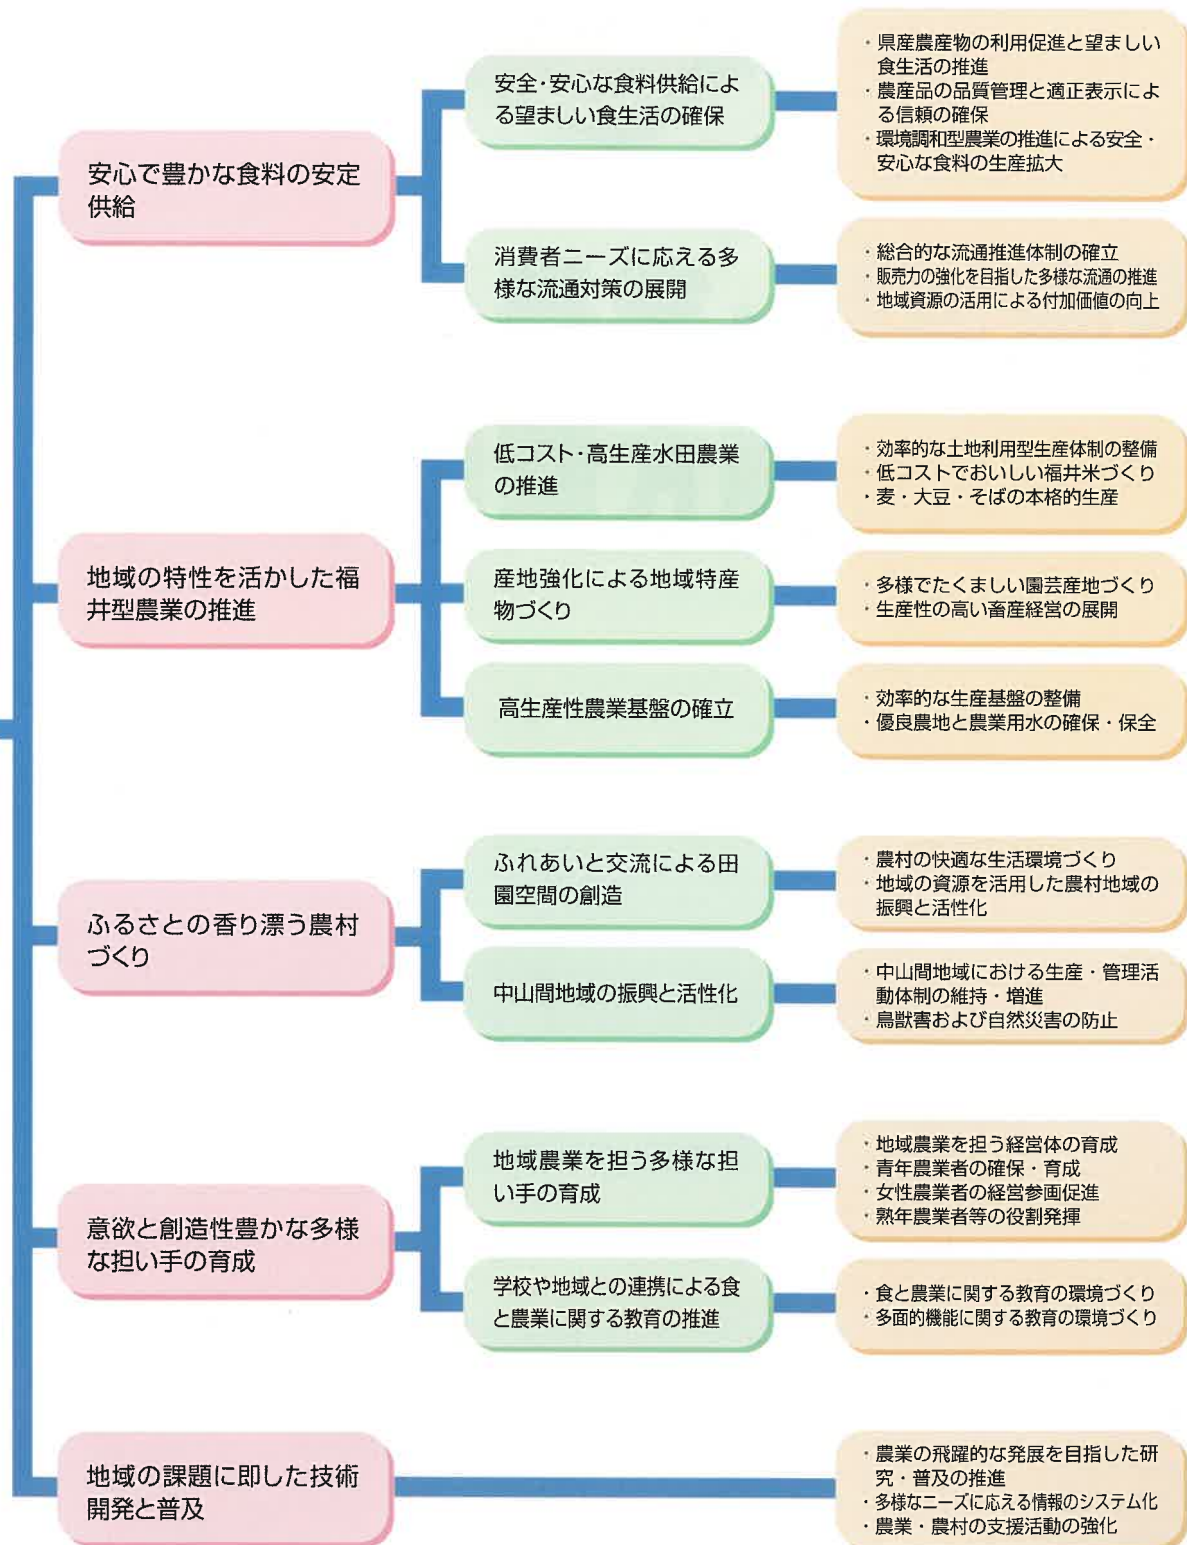 安心で豊かな食料の安定
供給
安全・安心な食料供給によ
る望ましい食生活の確保
・県産農産物の利用促進と望ましい
食生活の推進
・農産品の品質管理と適正表示によ
る信頼の確保
・環境調和型農業の推進による安全・
安心な食料の生産拡大
消費者ニーズに応える多
様な流通対策の展開
・総合的な流通推進体制の確立
・販売力の強化を目指した多様な流通の推進
・地域資源の活用による付加価値の向上
地域の特性を活かした福
井型農業の推進
低コスト・高生産水田農業
の推進
・効率的な土地利用型生産体制の整備
・低コストでおいしい福井米づくり
・麦・大豆・そばの本格的生産
産地強化による地域特産
物づくり
・多様でたくましい園芸産地づくり
・生産性の高い畜産経営の展開
高生産性農業基盤の確立
・効率的な生産基盤の整備
・優良農地と農業用水の確保・保全
ふるさとの香り漂う農村
づくり
ふれあいと交流による田
園空間の創造
・農村の快適な生活環境づくり
・地域の資源を活用した農村地域の
振興と活性化
中山間地域の振興と活性化
・中山間地域における生産・管理活
動体制の維持・増進
・鳥獣害および自然災害の防止
意欲と創造性豊かな多様
な担い手の育成
地域農業を担う多様な担
い手の育成
・地域農業を担う経営体の育成
・青年農業者の確保・育成
・女性農業者の経営参画促進
・熟年農業者等の役割発揮
学校や地域との連携による食
と農業に関する教育の推進
・食と農業に関する教育の環境づくり
・多面的機能に関する教育の環境づくり
地域の課題に即した技術
開発と普及
・農業の飛躍的な発展を目指した研
究・普及の推進
・多様なニーズに応える情報のシステム化
・農業・農村の支援活動の強化